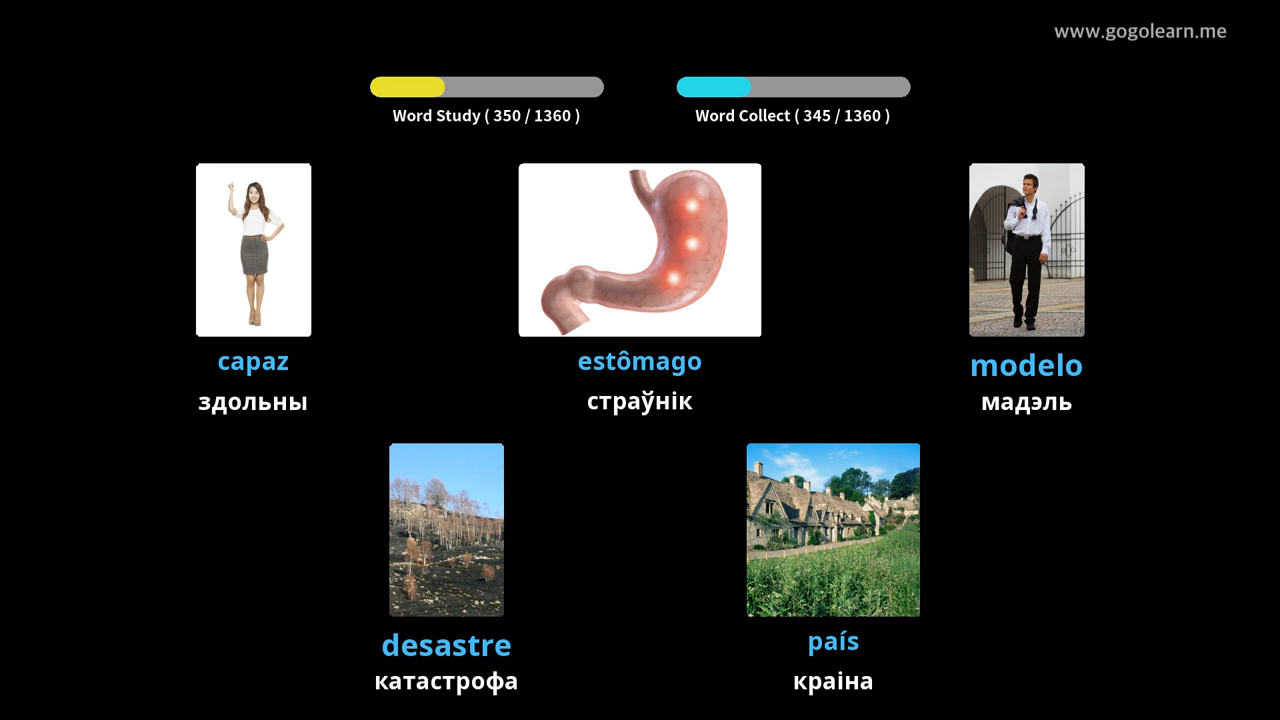 www.gogolearn.me
Word Study ( 350 / 1360 )
Word Collect ( 345 / 1360 )
capaz
здольны
estômago
страўнік
modelo
мадэль
desastre
катастрофа
país
краіна